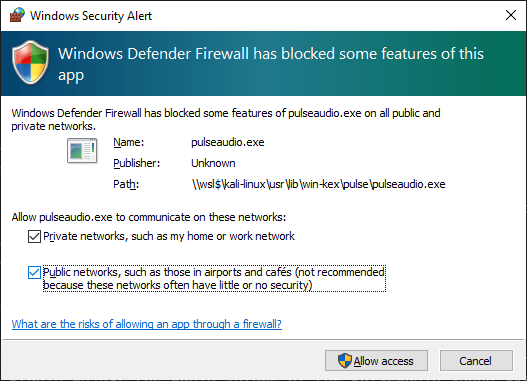 Windows Security Alert
Windows Defender Firewall has blocked some features of this
app
Windows Defender Firewall has blocked some features of pulseaudio.exe on all public and
private networks.
Name: pulseaudio.exe
Publisher: Unknown
Path: \\wsl$\kali-linux\usr\lib\win-kex\pulse\pulseaudio.exe
Allow pulseaudio.exe to communicate on these networks:
Private networks, such as my home or work network
Public networks, such as those in airports and cafés (not recommended
because these networks often have little or no security)
What are the risks of allowing an app through a firewall?
Allow access Cancel